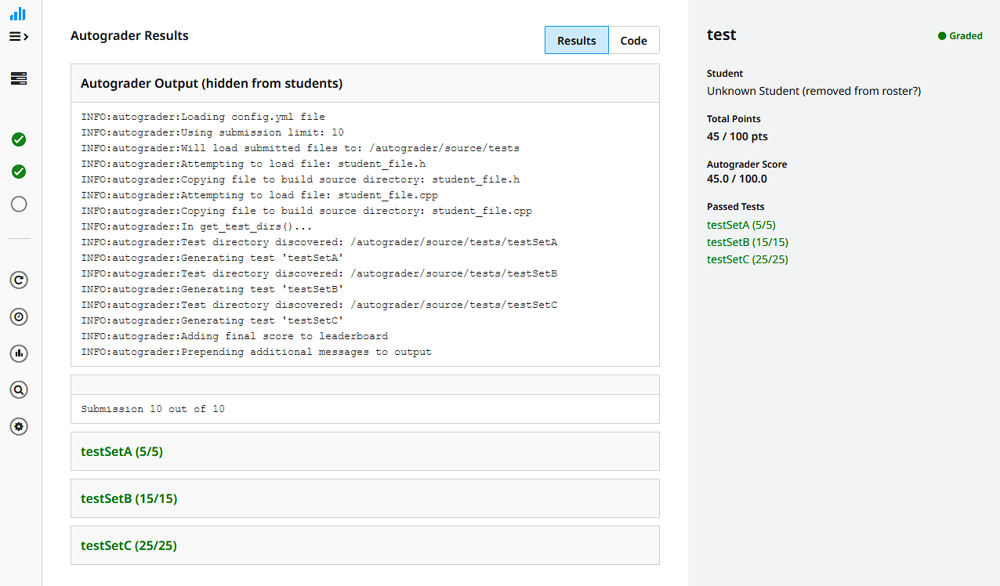 Autograder Results
Results
Code
Autograder Output (hidden from students)
INFO:autograder:Loading config.yml file
INFO:autograder:Using submission limit: 10
INFO:autograder:Will load submitted files to: /autograder/source/tests
INFO:autograder:Attempting to load file: student_file.h
INFO:autograder:Copying file to build source directory: student_file.h
INFO:autograder:Attempting to load file: student_file.cpp
INFO:autograder:Copying file to build source directory: student_file.cpp
INFO:autograder:In get_test_dirs()...
INFO:autograder:Test directory discovered: /autograder/source/tests/testSetA
INFO:autograder:Generating test 'testSetA'
INFO:autograder:Test directory discovered: /autograder/source/tests/testSetB
INFO:autograder:Generating test 'testSetB'
INFO:autograder:Test directory discovered: /autograder/source/tests/testSetC
INFO:autograder:Generating test 'testSetC'
INFO:autograder:Adding final score to leaderboard
INFO:autograder:Prepending additional messages to output
Submission 10 out of 10
testSetA (5/5)
testSetB (15/15)
testSetC (25/25)
test
Graded
Student
Unknown Student (removed from roster?)
Total Points
45 / 100 pts
Autograder Score
45.0 / 100.0
Passed Tests
testSetA (5/5)
testSetB (15/15)
testSetC (25/25)